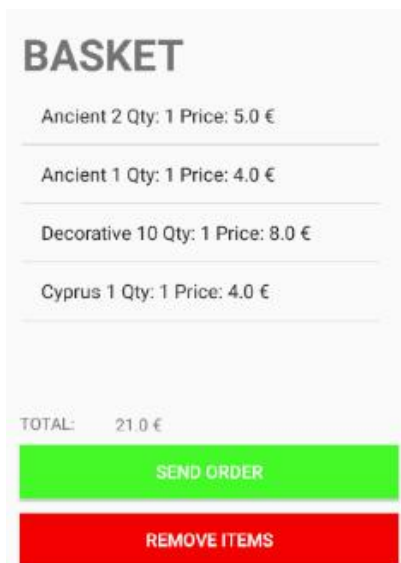 BASKET
Ancient 2 Qty: 1 Price: 5.0 €
Ancient 1 Qty: 1 Price: 4.0 €
Decorative 10 Qty: 1 Price: 8.0 €
Cyprus 1 Qty: 1 Price: 4.0 €
TOTAL: 21.0 €
SEND ORDER
REMOVE ITEMS